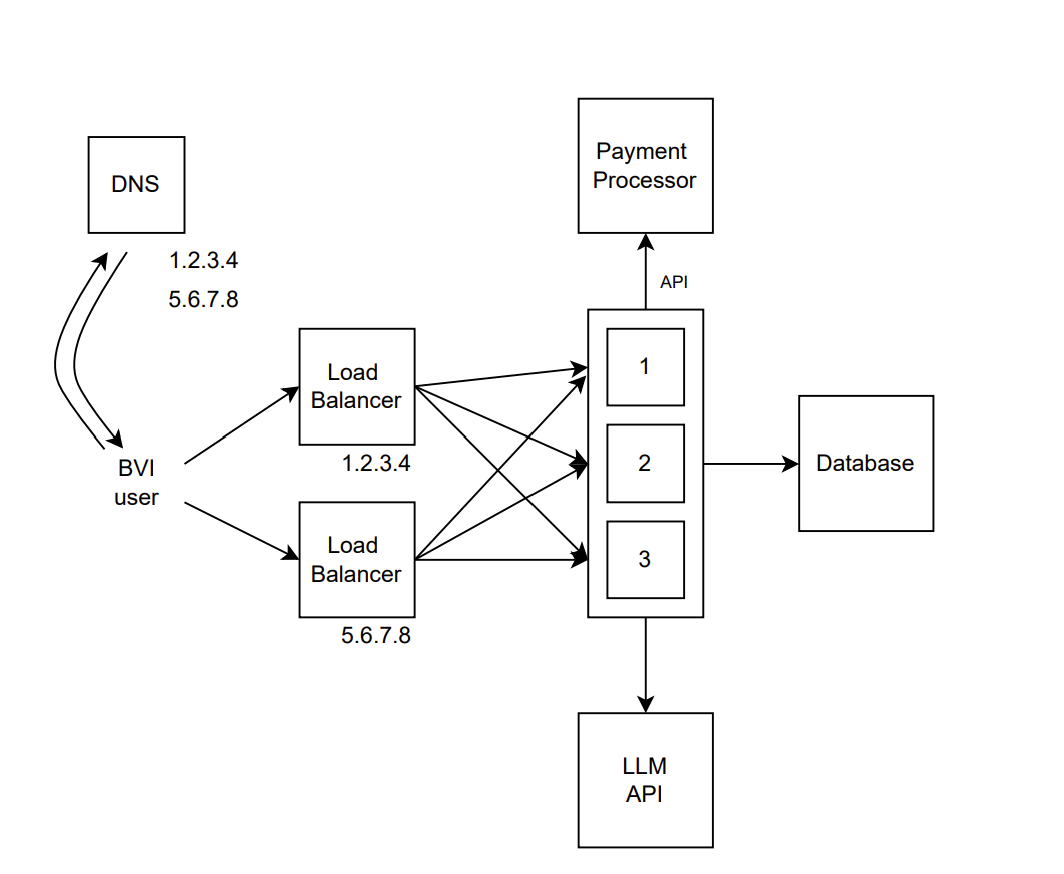 Payment
Processor
DNS
1.2.3.4
5.6.7.8
API
Load
Balancer
1.2.3.4
BVI
user
Load
Balancer
5.6.7.8
1
2
3
Database
LLM
API